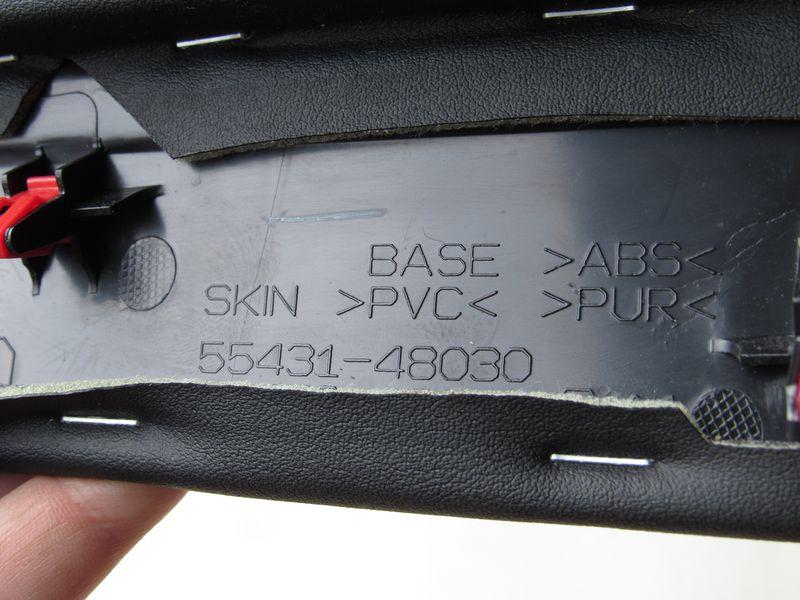 BASE >ABS<
SKIN >PVC< >PUR<
55431-48030